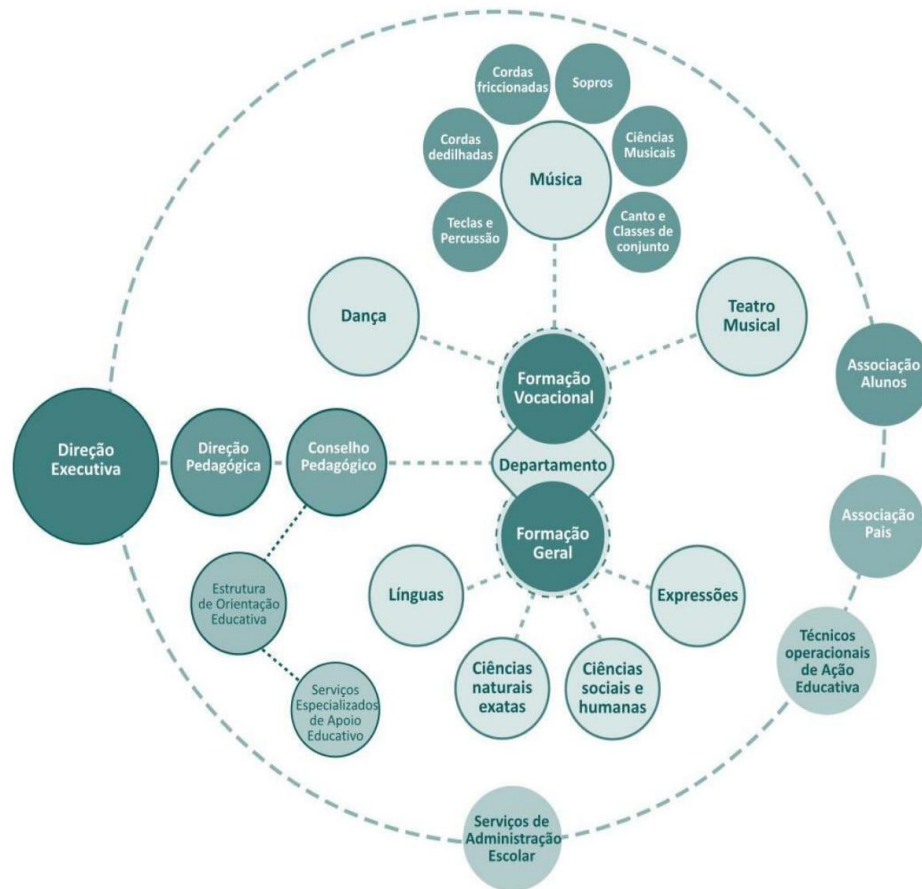 Cordas
friccionadas
Sopros
Cordas
dedilhadas
Ciências
Musicais
Música
Teclas e
Percussão
Canto e
Classes de
conjunto
Dança
Teatro
Musical
Formação
Vocacional
Associação
Alunos
Direção
Executiva
Direção
Pedagógica
Conselho
Pedagógico
Departamento
Formação
Geral
Associação
Pais
Estrutura
de Orientação
Educativa
Línguas
Expressões
Técnicos
operacionais
de Ação
Educativa
Ciências
naturais
exatas
Ciências
sociais e
humanas
Serviços
Especializados
de Apoio
Educativo
Serviços de
Administração
Escolar